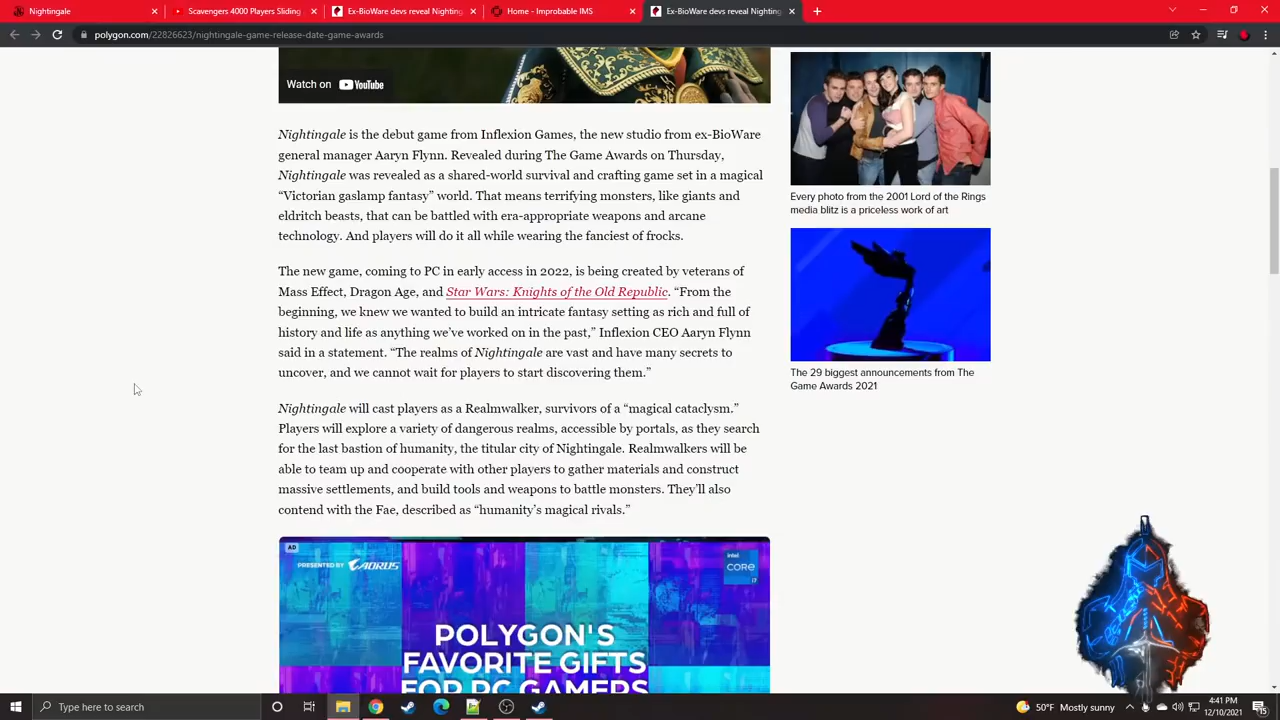 Nightingale
Scavengers 4000 Players Sliding
Ex-BioWare devs reveal Nighting
Home - Improbable IMS
Ex-BioWare devs reveal Nighting
polygon.com/22826623/nightingale-game-release-date-game-awards
Watch on YouTube
Nightingale is the debut game from Inflexion Games, the new studio from ex-BioWare
general manager Aaryn Flynn. Revealed during The Game Awards on Thursday,
Nightingale was revealed as a shared-world survival and crafting game set in a magical
“Victorian gaslamp fantasy” world. That means terrifying monsters, like giants and
eldritch beasts, that can be battled with era-appropriate weapons and arcane
technology. And players will do it all while wearing the fanciest of frocks.
The new game, coming to PC in early access in 2022, is being created by veterans of
Mass Effect, Dragon Age, and Star Wars: Knights of the Old Republic. “From the
beginning, we knew we wanted to build an intricate fantasy setting as rich and full of
history and life as anything we’ve worked on in the past,” Inflexion CEO Aaryn Flynn
said in a statement. “The realms of Nightingale are vast and have many secrets to
uncover, and we cannot wait for players to start discovering them.”
Nightingale will cast players as a Realmwalker, survivors of a “magical cataclysm.”
Players will explore a variety of dangerous realms, accessible by portals, as they search
for the last bastion of humanity, the titular city of Nightingale. Realmwalkers will be
able to team up and cooperate with other players to gather materials and construct
massive settlements, and build tools and weapons to battle monsters. They’ll also
contend with the Fae, described as “humanity’s magical rivals.”
Every photo from the 2001 Lord of the Rings
media blitz is a priceless work of art
The 29 biggest announcements from The
Game Awards 2021
AD
PRESENTED BY AORUS
intel
CORE
i7
POLYGON'S
FAVORITE GIFTS
FOR PC GAMERS
Type here to search
50°F Mostly sunny
4:41 PM
12/10/2021
15